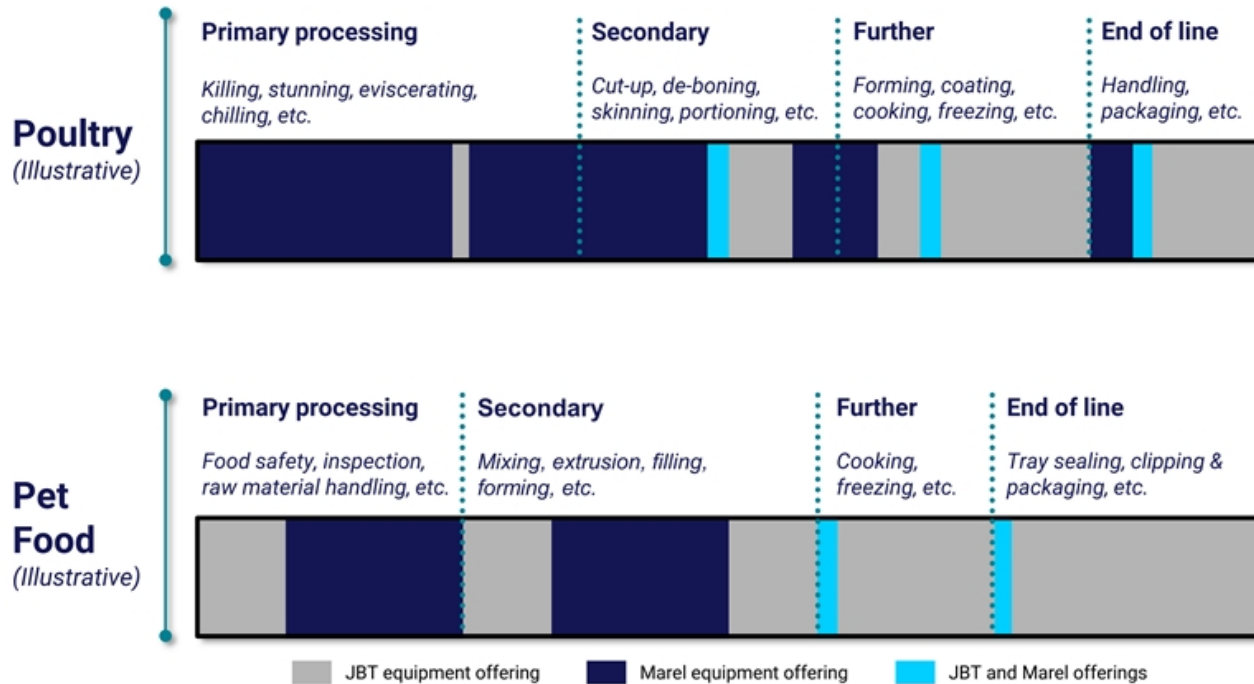 Primary processing
Secondary
Further
End of line
Killing, stunning, eviscerating,
chilling, etc.
Cut-up, de-boning,
skinning, portioning, etc.
Forming, coating,
cooking, freezing, etc.
Handling,
packaging, etc.
Poultry
(Illustrative)
Primary processing
Secondary
Further
End of line
Food safety, inspection,
raw material handling, etc.
Mixing, extrusion, filling,
forming, etc.
Cooking,
freezing, etc.
Tray sealing, clipping &
packaging, etc.
Pet
Food
(Illustrative)
JBT equipment offering
Marel equipment offering
JBT and Marel offerings